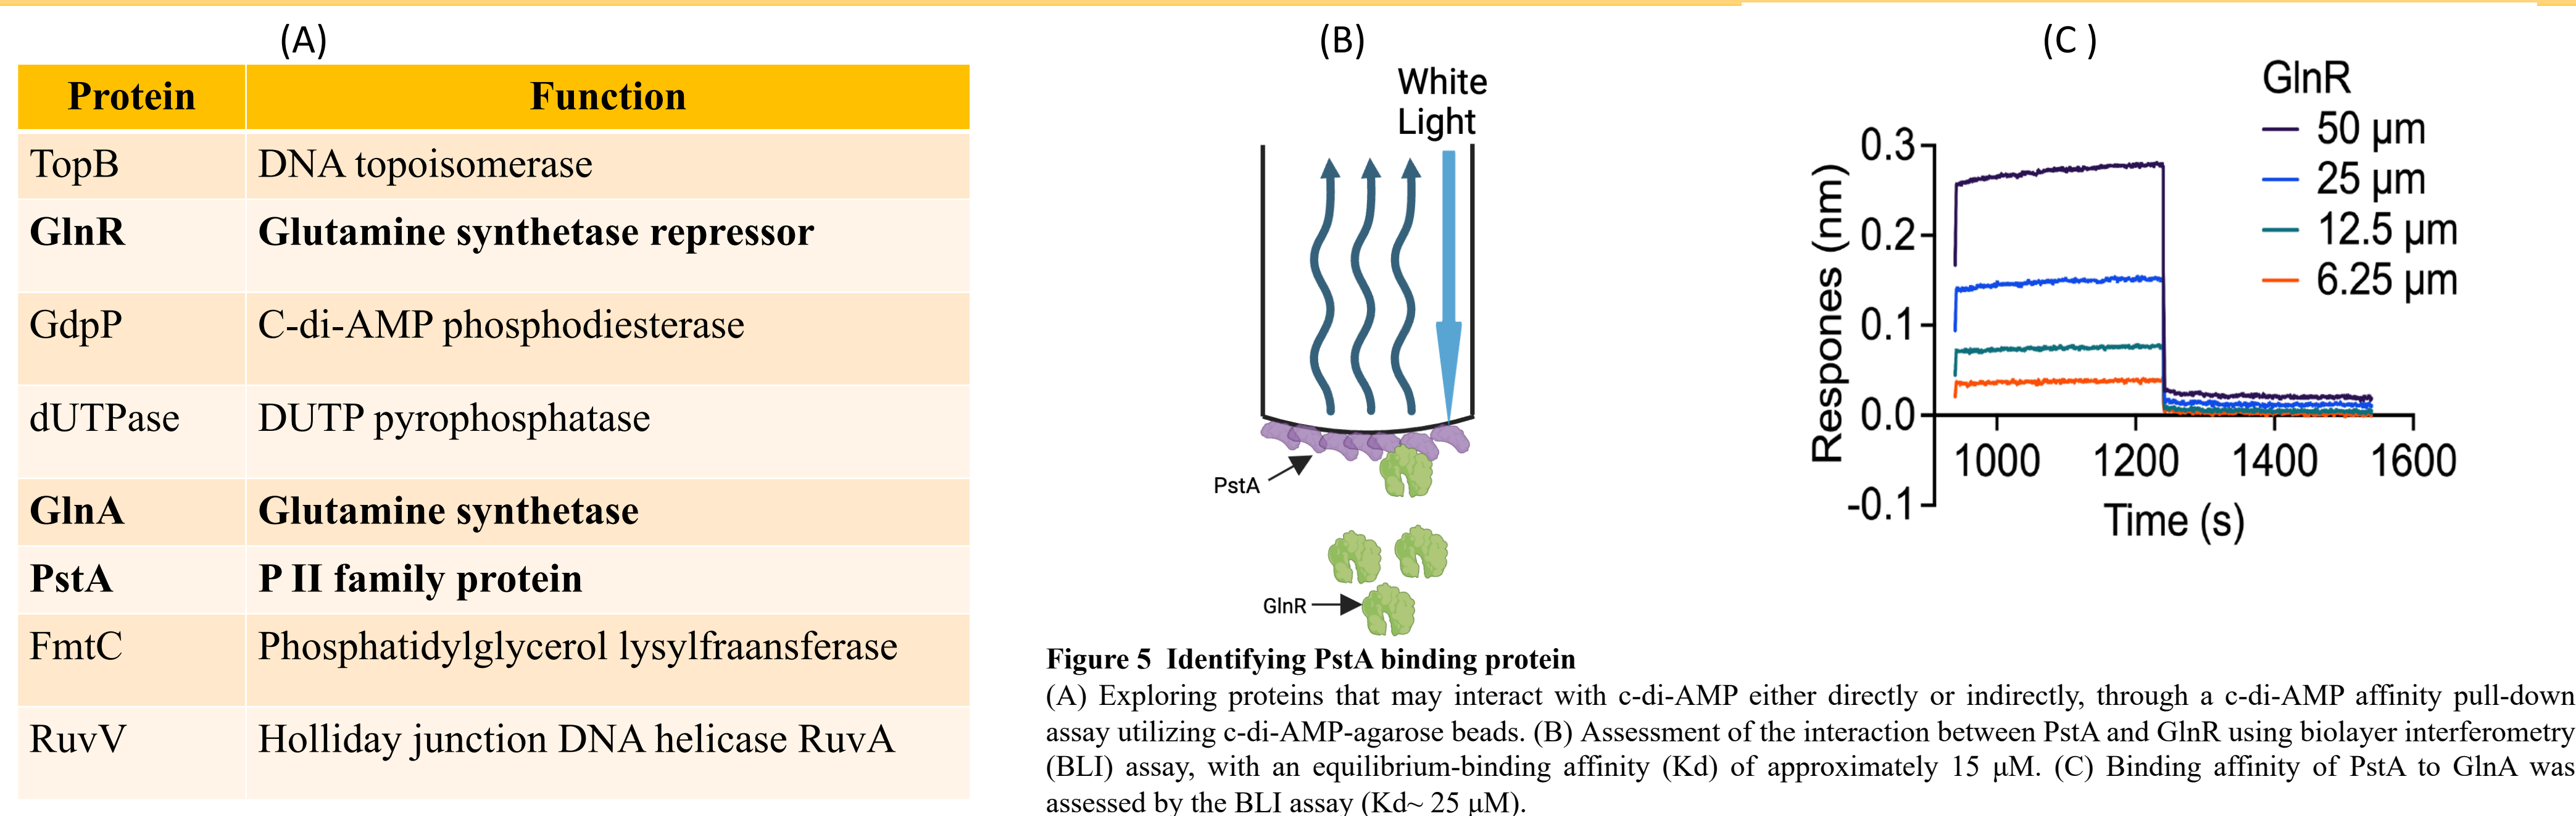 (A)
Protein Function
TopB DNA topoisomerase
GlnR Glutamine synthetase repressor
GdpP C-di-AMP phosphodiesterase
dUTPase DUTP pyrophosphatase
GlnA Glutamine synthetase
PstA P II family protein
FmtC Phosphatidylglycerol lysylfraansferase
RuvV Holliday junction DNA helicase RuvA
(B)
White
Light
PstA
GlnR
(C )
GlnR
50 µm
25 µm
12.5 µm
6.25 µm
Respones (nm)
0.3
0.2
0.1
0.0
-0.1
1000 1200 1400 1600
Time (s)
Figure 5 Identifying PstA binding protein
(A) Exploring proteins that may interact with c-di-AMP either directly or indirectly, through a c-di-AMP affinity pull-down
assay utilizing c-di-AMP-agarose beads. (B) Assessment of the interaction between PstA and GlnR using biolayer interferometry
(BLI) assay, with an equilibrium-binding affinity (Kd) of approximately 15 µM. (C) Binding affinity of PstA to GlnA was
assessed by the BLI assay (Kd~ 25 µM).